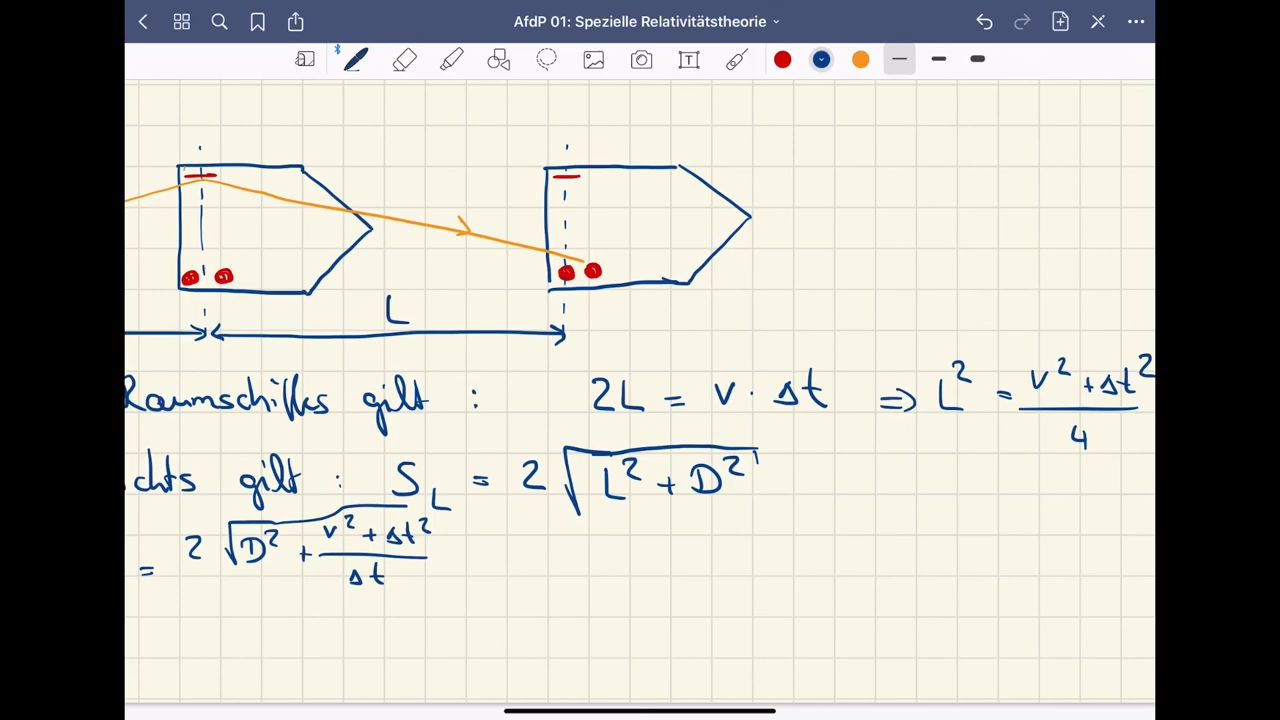 AfdP 01: Spezielle Relativitätstheorie
T
L
Raumschiffs gilt : 2L = v · Δt ⇒ L² = v² + Δt² / 4
chts gilt : S_L = 2 √(L² + D²)
= 2 √(D² + v² + Δt² / Δt)